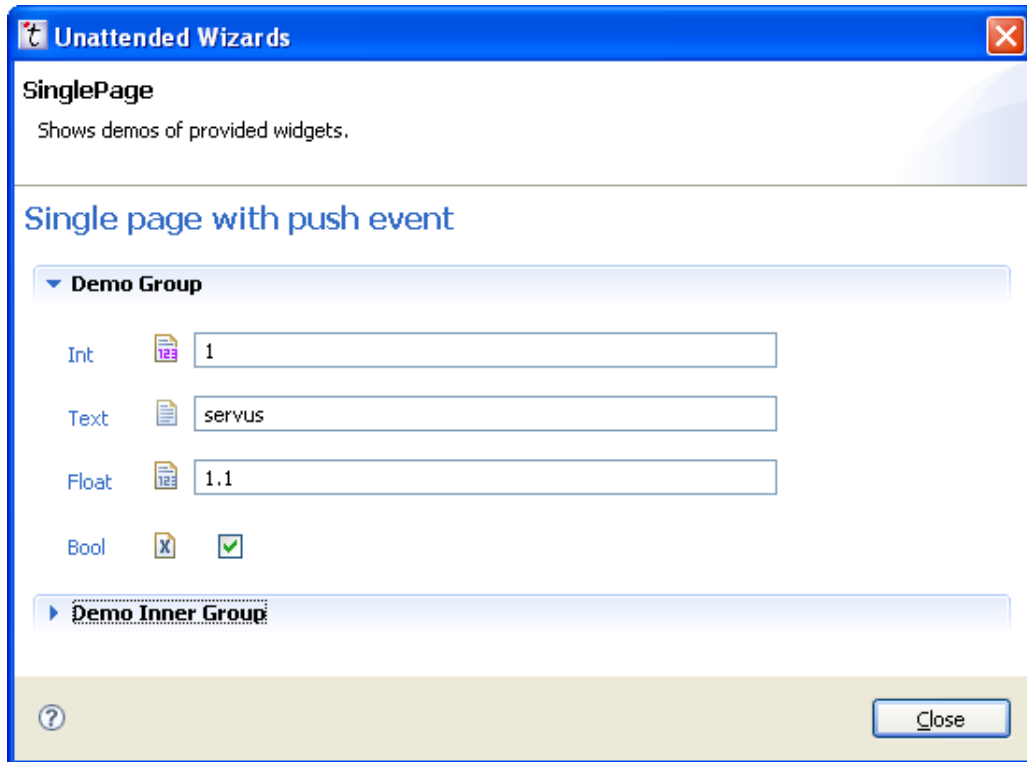 Unattended Wizards
SinglePage
Shows demos of provided widgets.
Single page with push event
Demo Group
Int 1
Text servus
Float 1.1
Bool
Demo Inner Group
Close